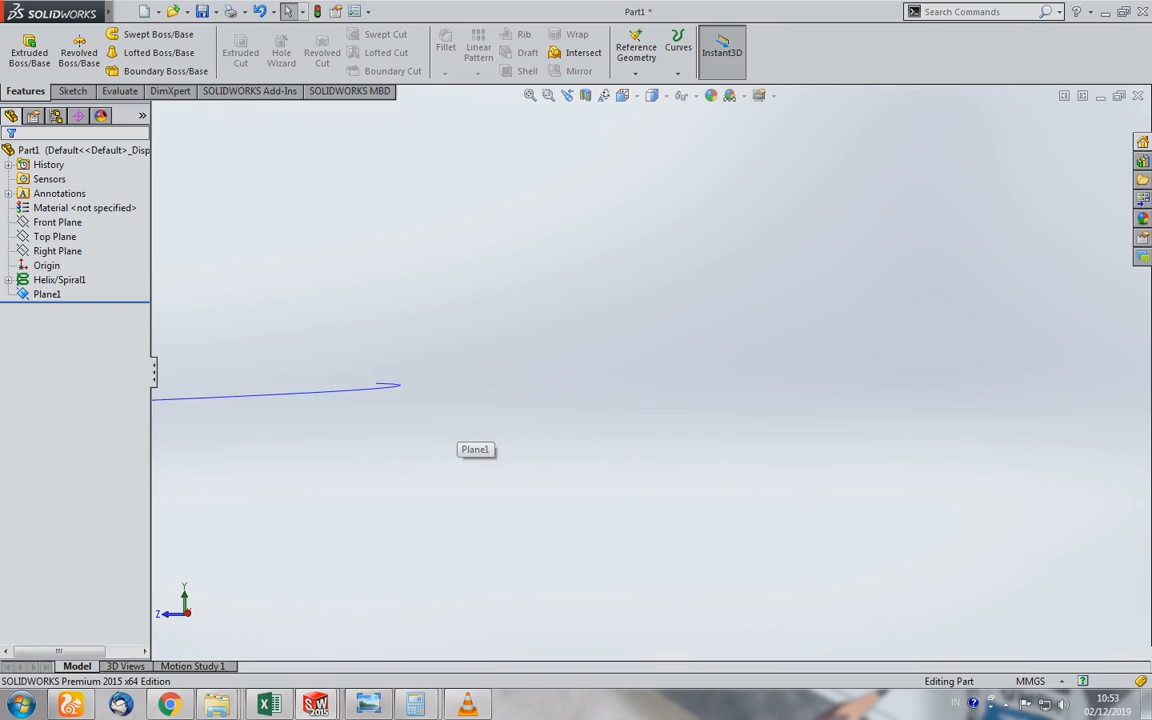 SOLIDWORKS
Part1 *
Search Commands
Extruded Boss/Base
Revolved Boss/Base
Swept Boss/Base
Lofted Boss/Base
Boundary Boss/Base
Extruded Cut
Hole Wizard
Revolved Cut
Swept Cut
Lofted Cut
Boundary Cut
Fillet
Linear Pattern
Rib
Draft
Shell
Wrap
Intersect
Mirror
Reference Geometry
Curves
Instant3D
Features
Sketch
Evaluate
DimXpert
SOLIDWORKS Add-Ins
SOLIDWORKS MBD
Part1 (Default<<Default>_Disp
History
Sensors
Annotations
Material <not specified>
Front Plane
Top Plane
Right Plane
Origin
Helix/Spiral1
Plane1
Plane1
Y
Z
Model
3D Views
Motion Study 1
SOLIDWORKS Premium 2015 x64 Edition
Editing Part
MMGS
SW
2015
IN
10:53
02/12/2019